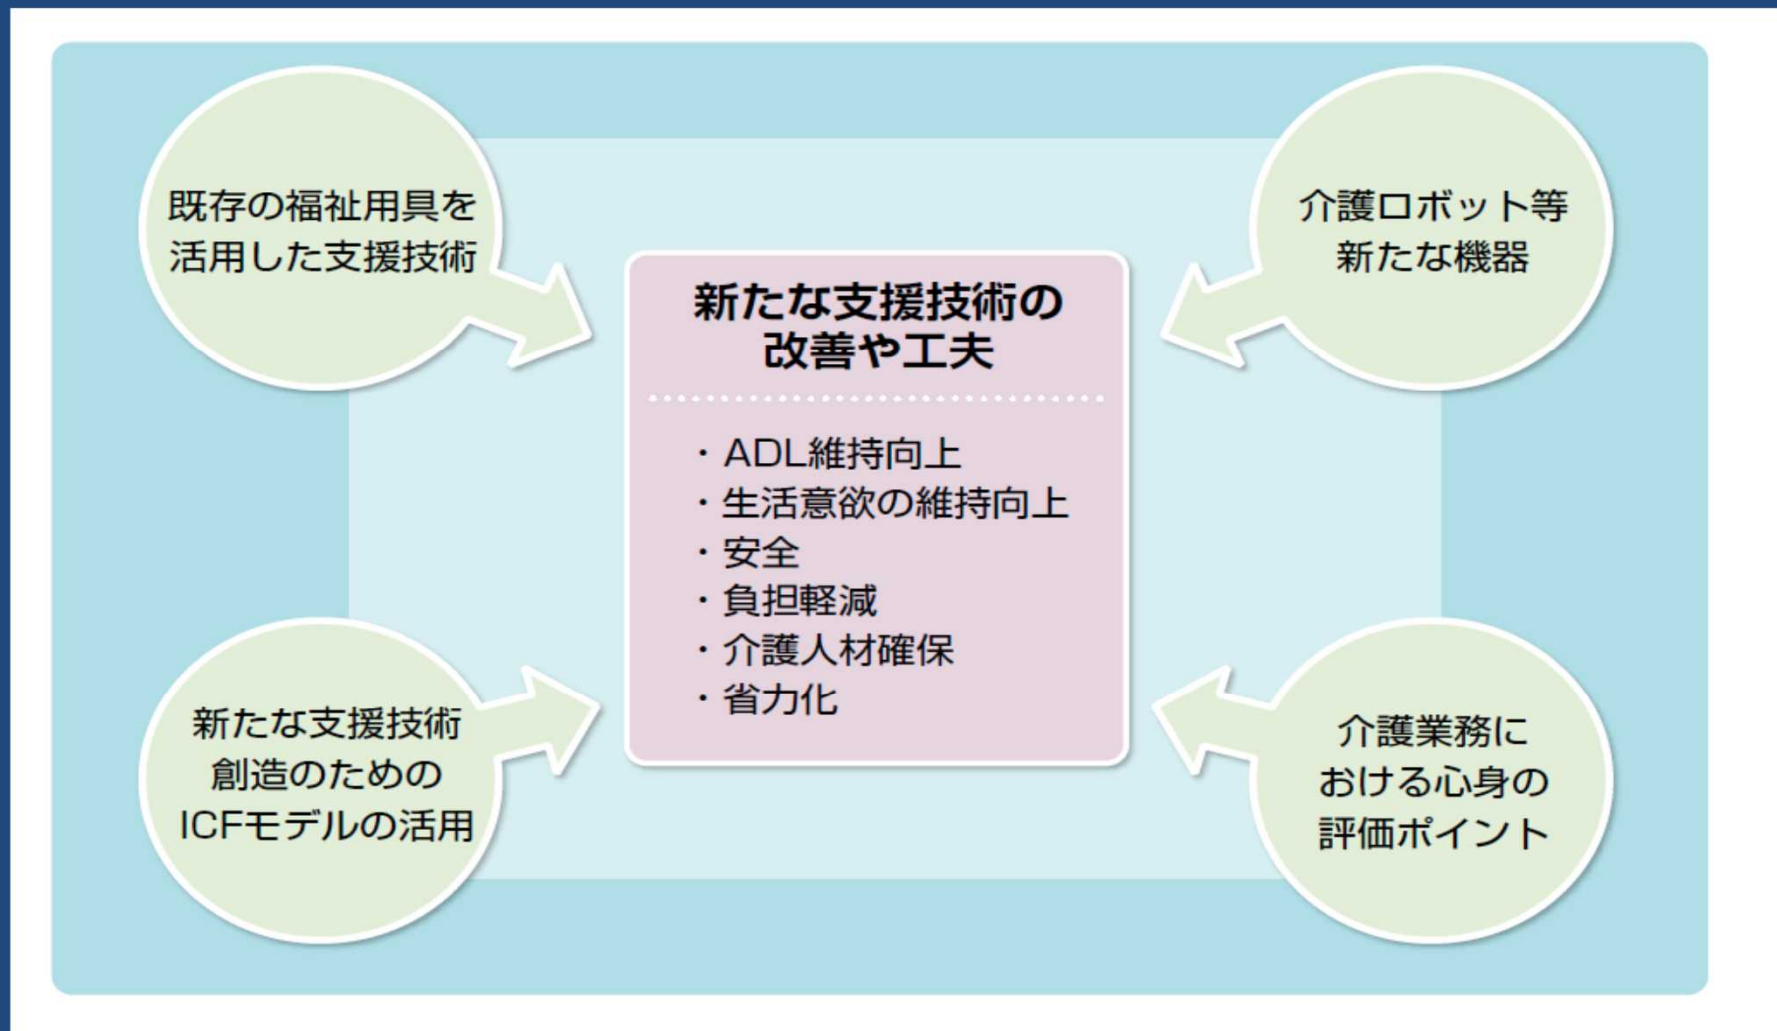 既存の福祉用具を
活用した支援技術
介護ロボット等
新たな機器
新たな支援技術の
改善や工夫
・ADL維持向上
・生活意欲の維持向上
・安全
・負担軽減
・介護人材確保
・省力化
新たな支援技術
創造のための
ICFモデルの活用
介護業務に
おける心身の
評価ポイント